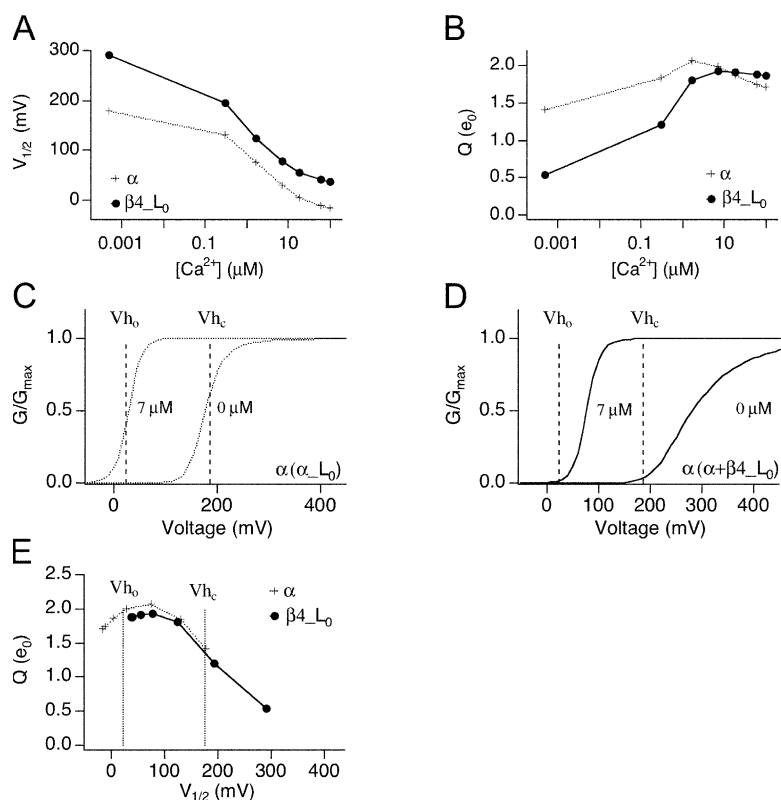 A
300
200
100
0
V1/2 (mV)
+ α
● β4_L0
0.001 0.1 10
[Ca2+] (μM)
B
2.0
1.5
1.0
0.5
0.0
Q (e0)
+ α
● β4_L0
0.001 0.1 10
[Ca2+] (μM)
C
Vho Vhc
1.0
0.5
0.0
G/Gmax
7 μM 0 μM
α(α_L0)
0 100 200 300 400
Voltage (mV)
D
Vho Vhc
1.0
0.5
0.0
G/Gmax
7 μM 0 μM
α(α+β4_L0)
0 100 200 300 400
Voltage (mV)
E
2.5
2.0
1.5
1.0
0.5
0.0
Q (e0)
Vho Vhc
+ α
● β4_L0
0 100 200 300 400
V1/2 (mV)